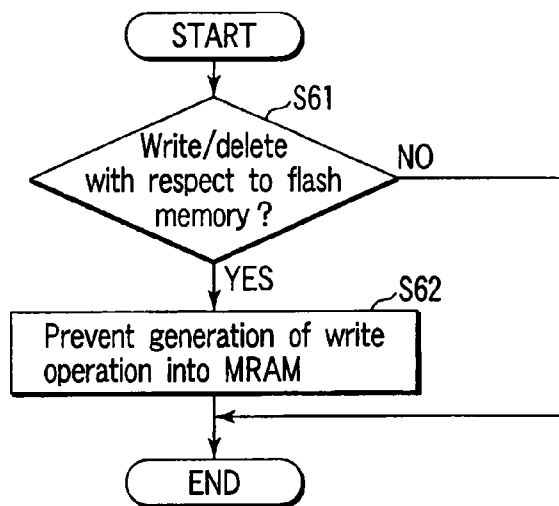 START
S61
Write/delete
with respect to flash
memory?
NO
YES
S62
Prevent generation of write
operation into MRAM
END